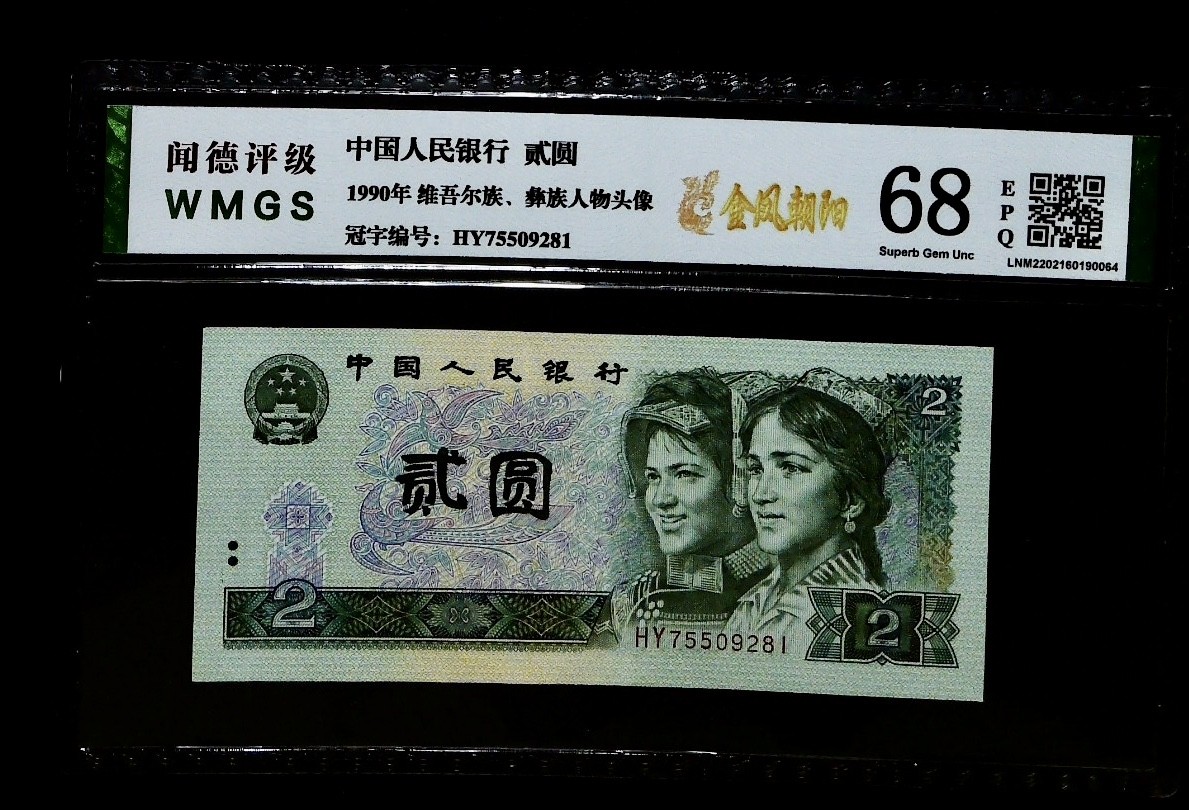 闻德评级
WMGS
中国人民银行 贰圆
1990年 维吾尔族、彝族人物头像
冠字编号：HY75509281
金凤朝阳
68
Superb Gem Unc
EPQ
LNM2202160190064
中国人民银行
2
贰圆
2
HY75509281
2